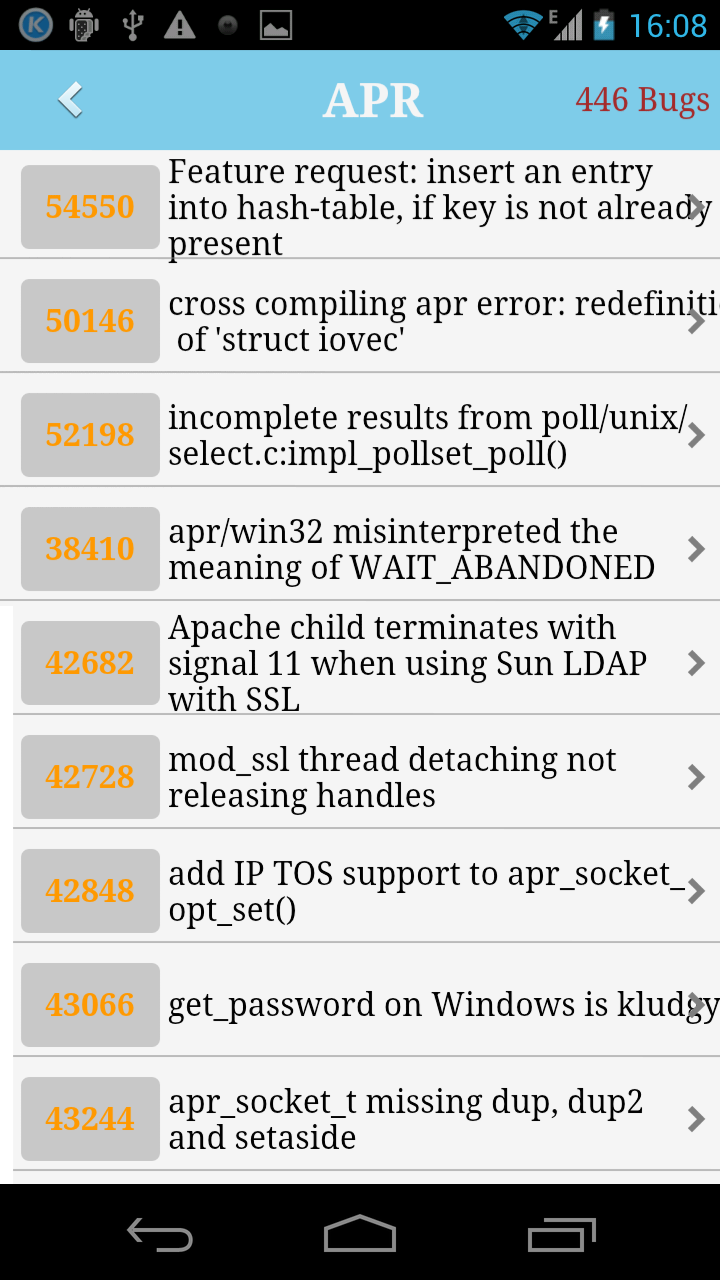 E 16:08
APR 446 Bugs
54550 Feature request: insert an entry
into hash-table, if key is not already
present
50146 cross compiling apr error: redefiniti
of 'struct iovec'
52198 incomplete results from poll/unix/
select.c:impl_pollset_poll()
38410 apr/win32 misinterpreted the
meaning of WAIT_ABANDONED
42682 Apache child terminates with
signal 11 when using Sun LDAP
with SSL
42728 mod_ssl thread detaching not
releasing handles
42848 add IP TOS support to apr_socket_
opt_set()
43066 get_password on Windows is kludgy
43244 apr_socket_t missing dup, dup2
and setaside